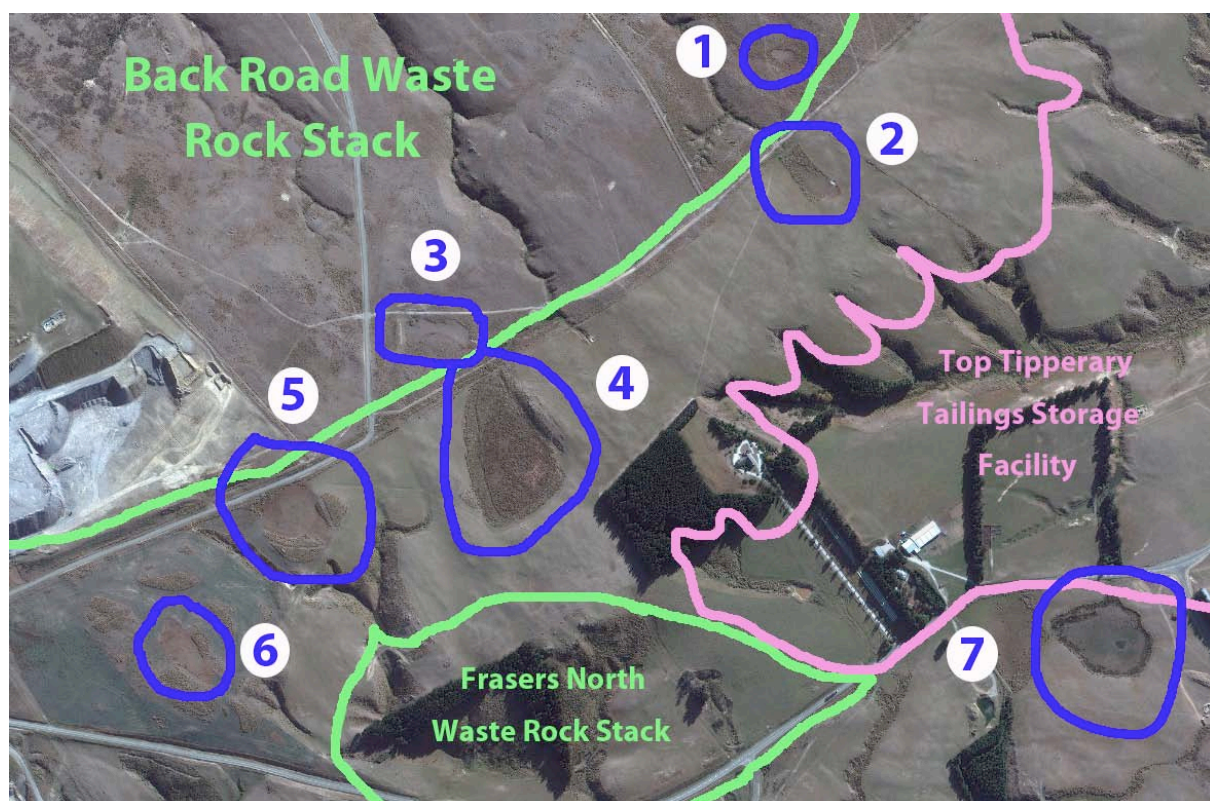 Back Road Waste
Rock Stack
1
2
3
4
5
Top Tipperary
Tailings Storage
Facility
6
7
Frasers North
Waste Rock Stack